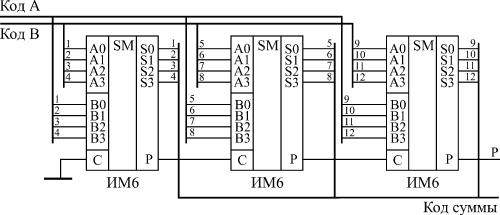 Код A
Код B
1 A0 SM S0 1
2 A1 S1 2
3 A2 S2 3
4 A3 S3 4
1 B0
2 B1
3 B2
4 B3
C P
ИМ6
5 A0 SM S0 5
6 A1 S1 6
7 A2 S2 7
8 A3 S3 8
5 B0
6 B1
7 B2
8 B3
C P
ИМ6
9 A0 SM S0 9
10 A1 S1 10
11 A2 S2 11
12 A3 S3 12
9 B0
10 B1
11 B2
12 B3
C P
ИМ6
P
Код суммы